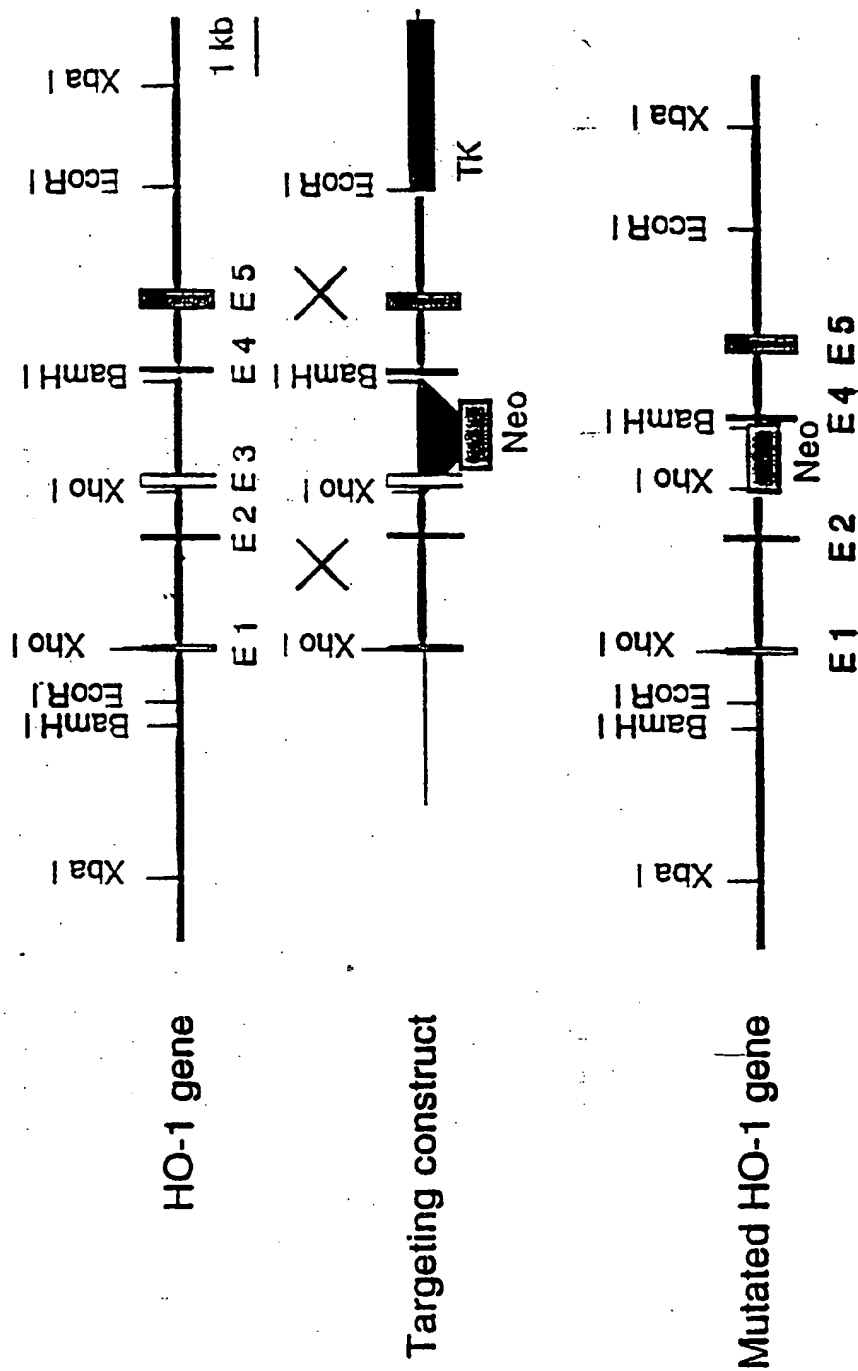 HO-1 gene
Xba I
BamH I
EcoR I
Xho I
Xho I
BamH I
EcoR I
Xba I
E 1
E 2
E 3
E 4
E 5
1 kb
Targeting construct
Xho I
Xho I
BamH I
EcoR I
Neo
TK
Mutated HO-1 gene
Xba I
BamH I
EcoR I
Xho I
Xho I
BamH I
EcoR I
Xba I
Neo
E 1
E 2
E 4
E 5